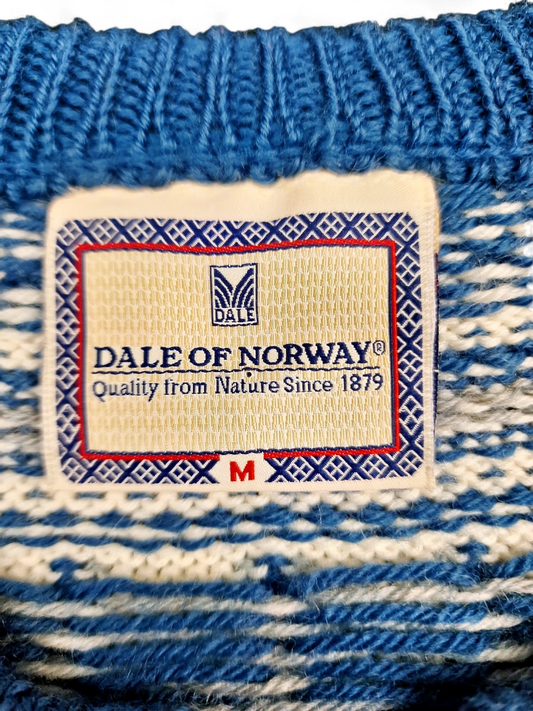 DALE
DALE OF NORWAY®
Quality from Nature Since 1879
M